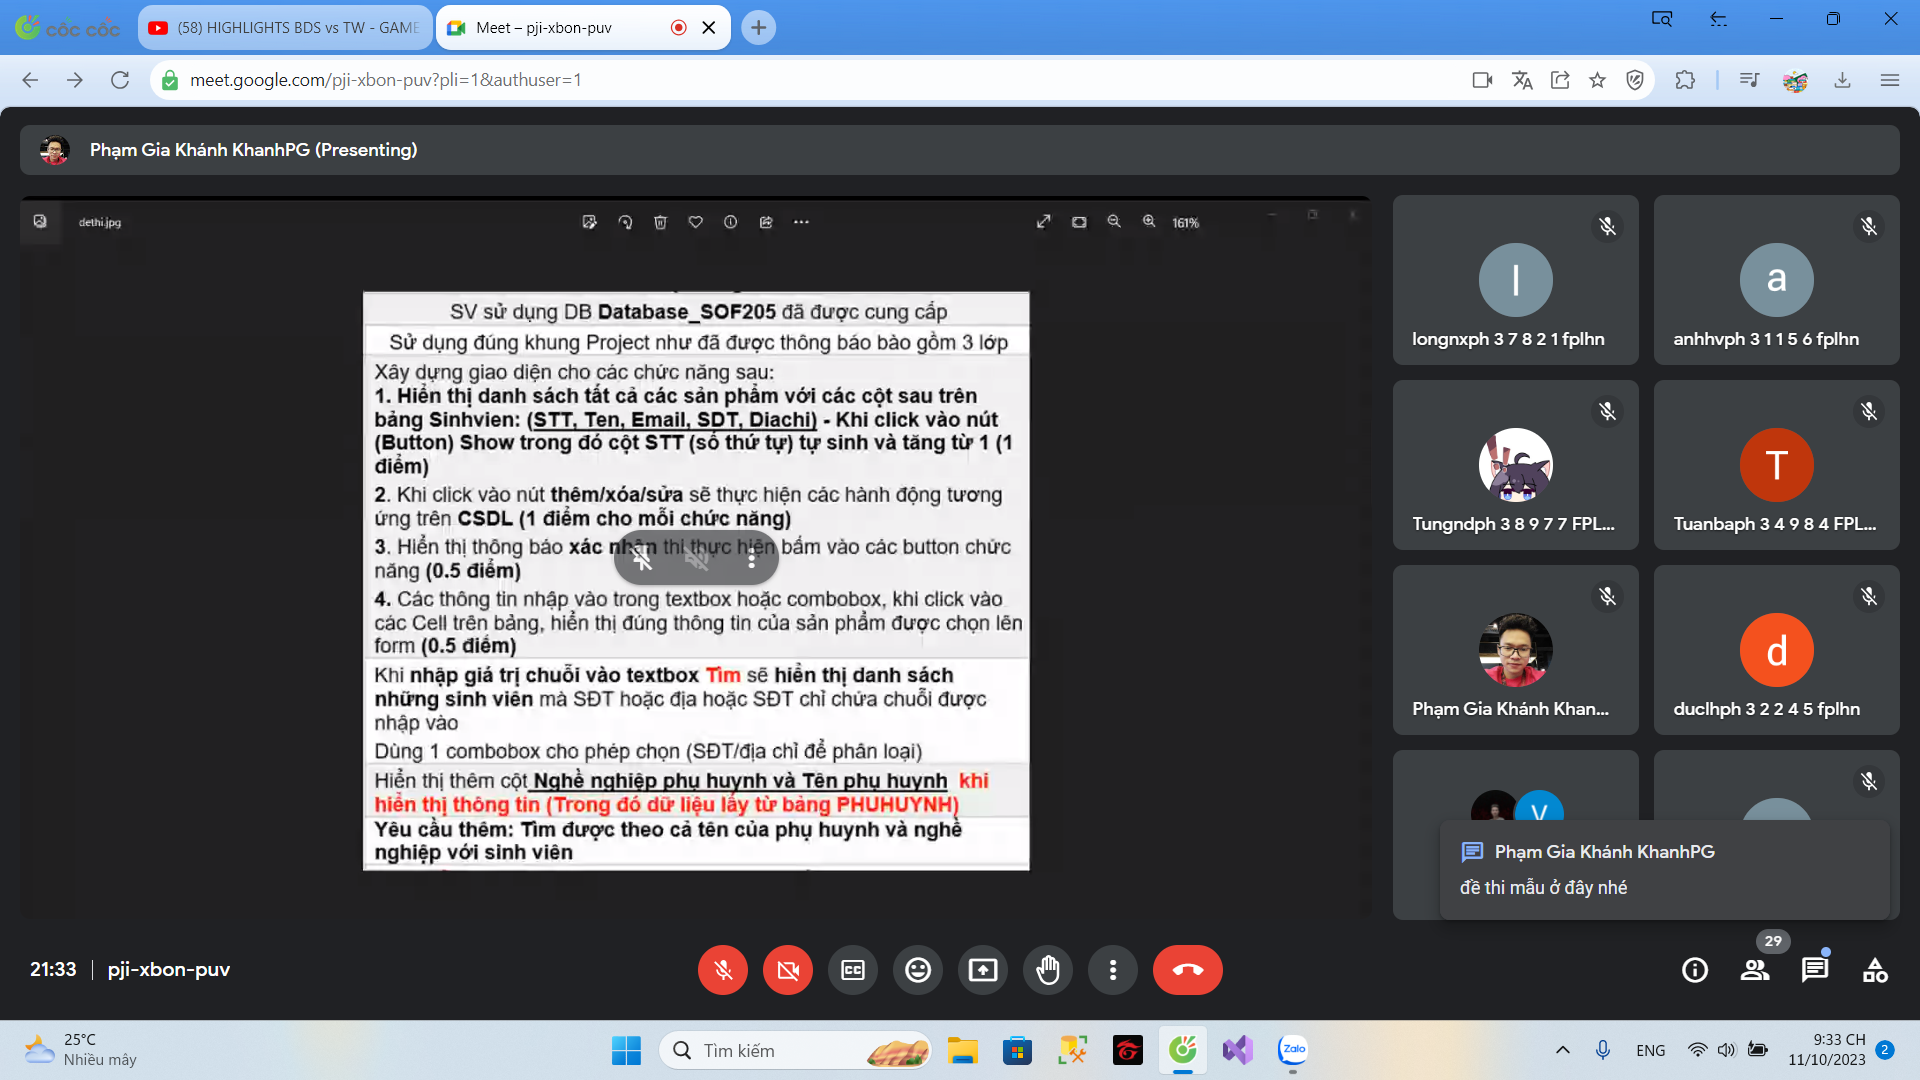 cốc cốc
(58) HIGHLIGHTS BDS vs TW - GAME
Meet – pji-xbon-puv
meet.google.com/pji-xbon-puv?pli=1&authuser=1
Phạm Gia Khánh KhanhPG (Presenting)
dethi.jpg
161%
SV sử dụng DB Database_SOF205 đã được cung cấp
Sử dụng đúng khung Project như đã được thông báo bào gồm 3 lớp
Xây dựng giao diện cho các chức năng sau:
1. Hiển thị danh sách tất cả các sản phẩm với các cột sau trên
bảng Sinhvien: (STT, Ten, Email, SDT, Diachi) - Khi click vào nút
(Button) Show trong đó cột STT (số thứ tự) tự sinh và tăng từ 1 (1
điểm)
2. Khi click vào nút thêm/xóa/sửa sẽ thực hiện các hành động tương
ứng trên CSDL (1 điểm cho mỗi chức năng)
3. Hiển thị thông báo xác nhận thi thực hiện bấm vào các button chức
năng (0.5 điểm)
4. Các thông tin nhập vào trong textbox hoặc combobox, khi click vào
các Cell trên bảng, hiển thị đúng thông tin của sản phẩm được chọn lên
form (0.5 điểm)
Khi nhập giá trị chuỗi vào textbox Tìm sẽ hiển thị danh sách
những sinh viên mà SĐT hoặc địa hoặc SĐT chỉ chứa chuỗi được
nhập vào
Dùng 1 combobox cho phép chọn (SĐT/địa chỉ để phân loại)
Hiển thị thêm cột Nghề nghiệp phụ huynh và Tên phụ huynh khi
hiển thị thông tin (Trong đó dữ liệu lấy từ bảng PHUHUYNH)
Yêu cầu thêm: Tìm được theo cả tên của phụ huynh và nghề
nghiệp với sinh viên
l
longnxph 3 7 8 2 1 fplhn
a
anhhvph 3 1 1 5 6 fplhn
Tungndph 3 8 9 7 7 FPL...
T
Tuanbaph 3 4 9 8 4 FPL...
Phạm Gia Khánh Khan...
d
duclhph 3 2 2 4 5 fplhn
V
Phạm Gia Khánh KhanhPG
đề thi mẫu ở đây nhé
21:33
pji-xbon-puv
29
25°C
Nhiều mây
Tìm kiếm
Zalo
ENG
9:33 CH
11/10/2023
2